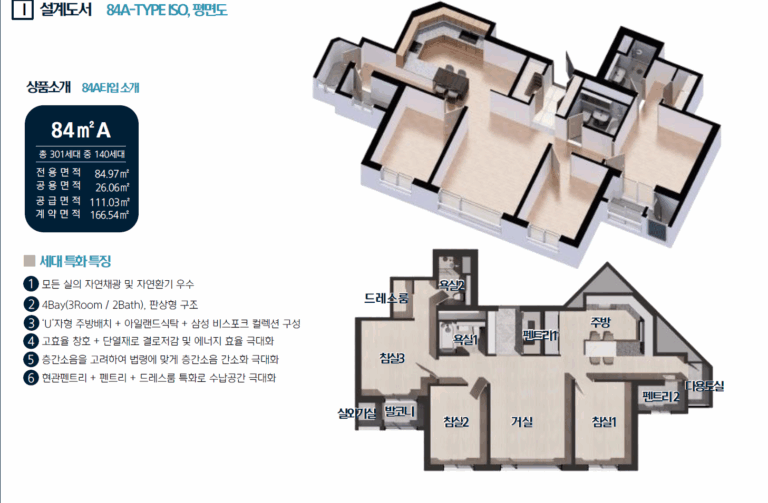 I 설계도서 84A-TYPE ISO, 평면도
상품소개 84A타입 소개
84㎡A
총 301세대 중 140세대
전용면적 84.97㎡
공용면적 26.06㎡
공급면적 111.03㎡
계약면적 166.54㎡
세대 특화 특징
1 모든 실의 자연채광 및 자연환기 우수
2 4Bay(3Room / 2Bath), 판상형 구조
3 'U'자형 주방배치 + 아일랜드식탁 + 삼성 비스포크 컬렉션 구성
4 고효율 창호 + 단열재로 결로저감 및 에너지 효율 극대화
5 층간소음을 고려하여 법령에 맞게 층간소음 간소화 극대화
6 현관펜트리 + 펜트리 + 드레스룸 특화로 수납공간 극대화
욕실2
드레스룸
주방
펜트리1
욕실1
침실3
다용도실
펜트리2
실외기실
발코니
침실2
거실
침실1